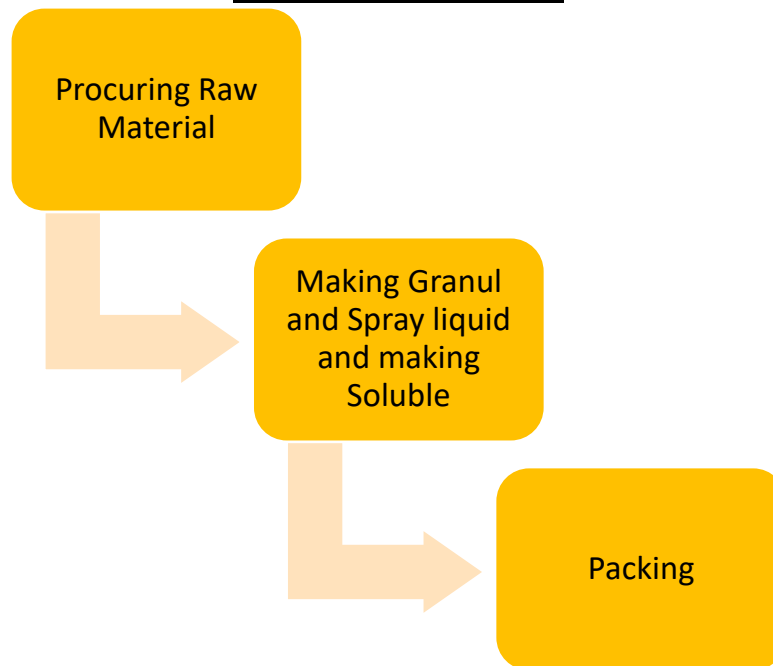 Procuring Raw
Material
Making Granul
and Spray liquid
and making
Soluble
Packing